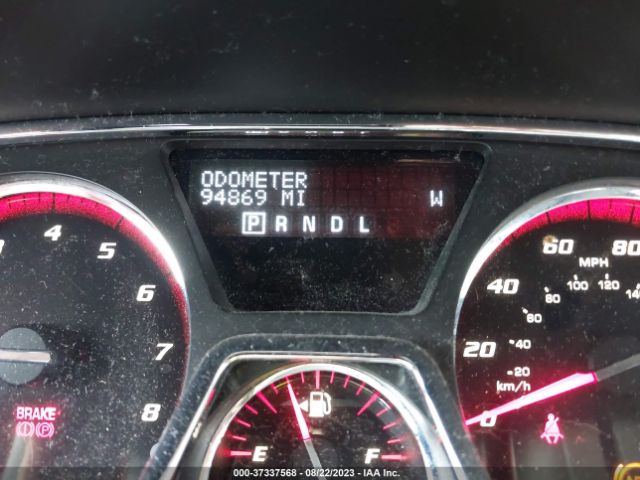 ODOMETER
94869 MI W
P R N D L
3 4 5 6 7 8
BRAKE
P
0 20 40 60 80
MPH
20 40 60 80 100 120 140
km/h
E F
000-37337568 - 08/22/2023 - IAA Inc.